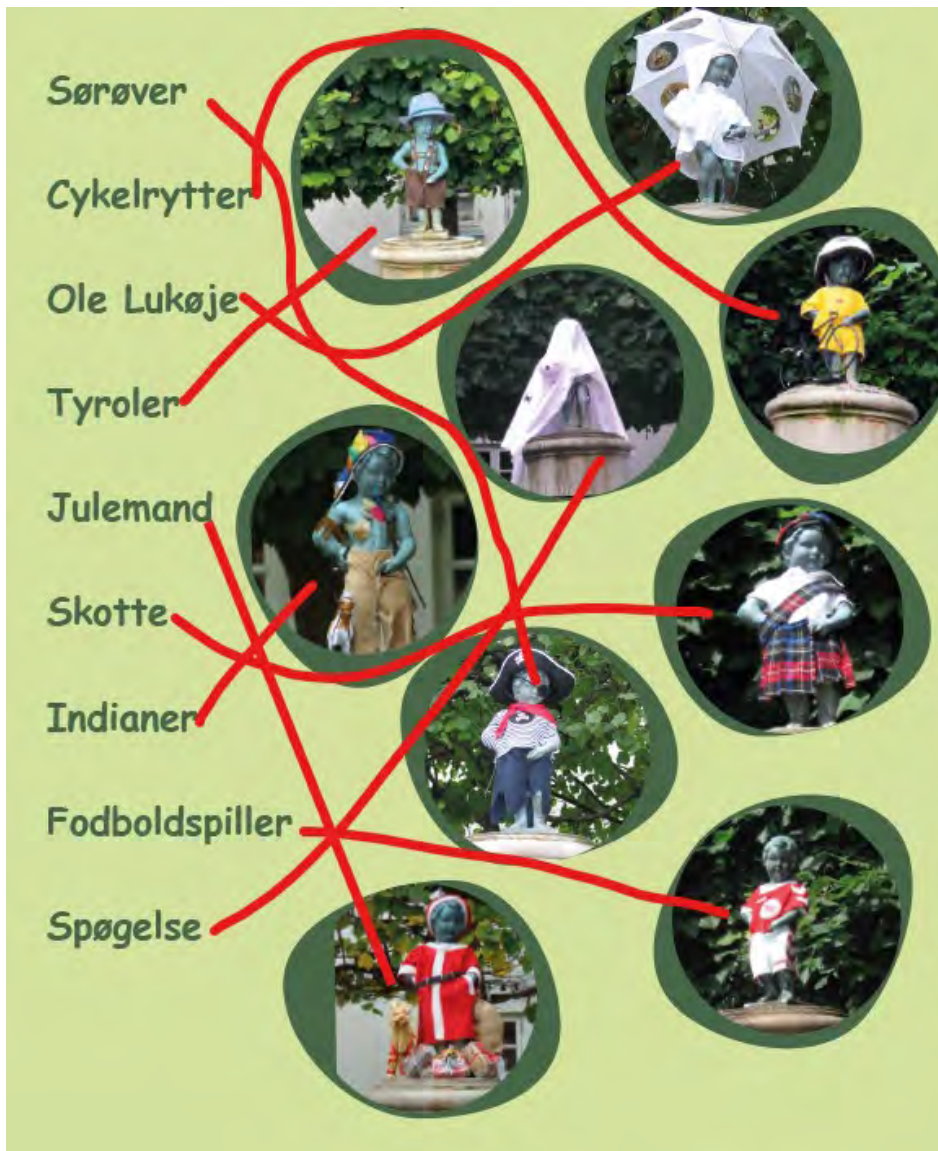 Sørøver
Cykelrytter
Ole Lukøje
Tyroler
Julemand
Skotte
Indianer
Fodboldspiller
Spøgelse